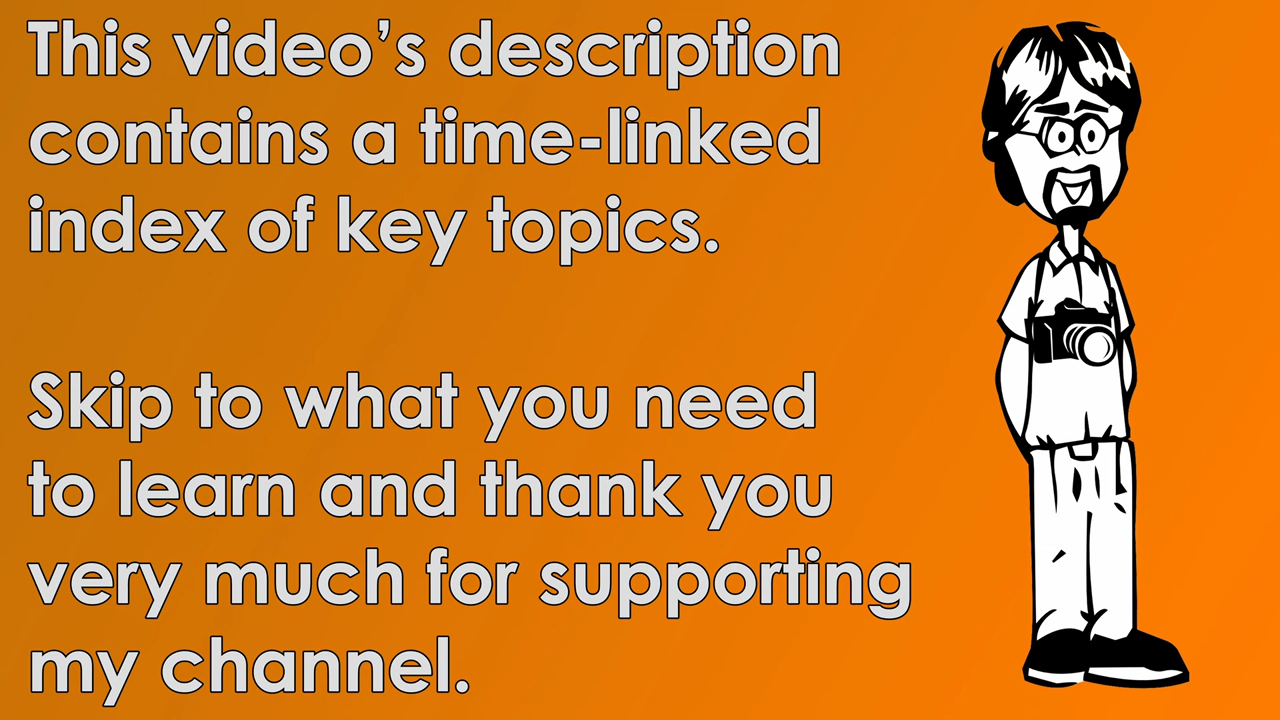 This video’s description
contains a time-linked
index of key topics.
Skip to what you need
to learn and thank you
very much for supporting
my channel.